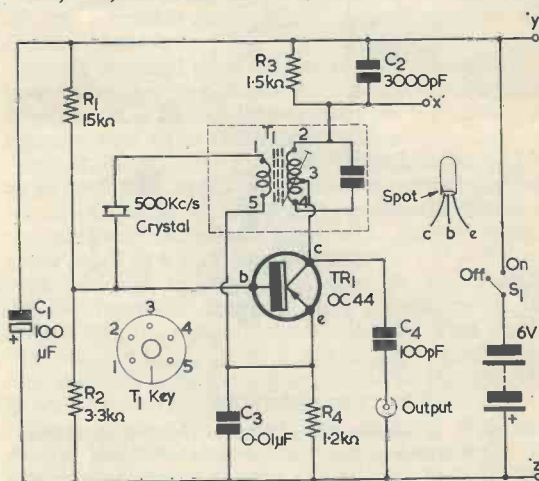 'y'
R1
15kΩ
R3
1·5kΩ
C2
3000pF
'x'
T1
1
2
3
4
5
500Kc/s
Crystal
Spot
c b e
c
b
e
TR1
OC44
Off
On
S1
6V
+
C1
100
µF
+
3
2
4
1
5
T1 Key
R2
3·3kΩ
C3
0·01µF
R4
1·2kΩ
C4
100pF
Output
'z'